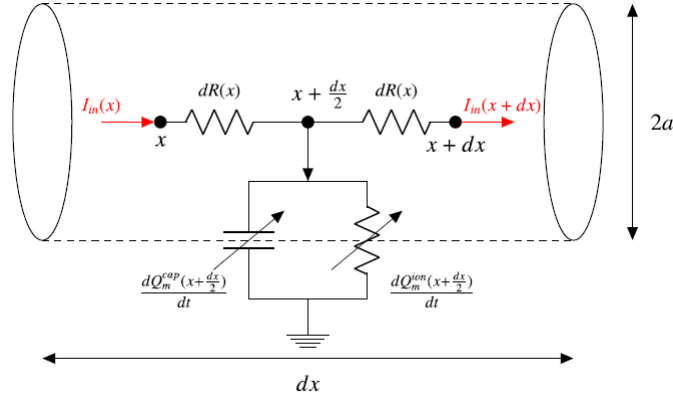 dR(x)
x + dx/2
dR(x)
I_in(x)
I_in(x + dx)
x
x + dx
2a
dQ_m^cap(x+dx/2)/dt
dQ_m^ion(x+dx/2)/dt
dx